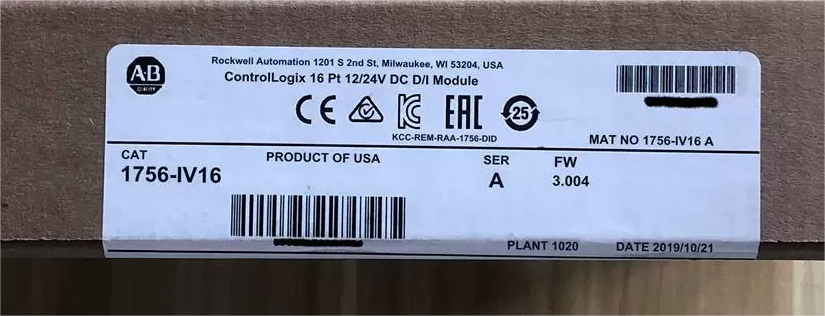 A-B
QUALITY
Rockwell Automation 1201 S 2nd St, Milwaukee, WI 53204, USA
ControlLogix 16 Pt 12/24V DC D/I Module
CE
EAC
25
KCC-REM-RAA-1756-DID
MAT NO 1756-IV16 A
CAT
1756-IV16
PRODUCT OF USA
SER
A
FW
3.004
PLANT 1020
DATE 2019/10/21